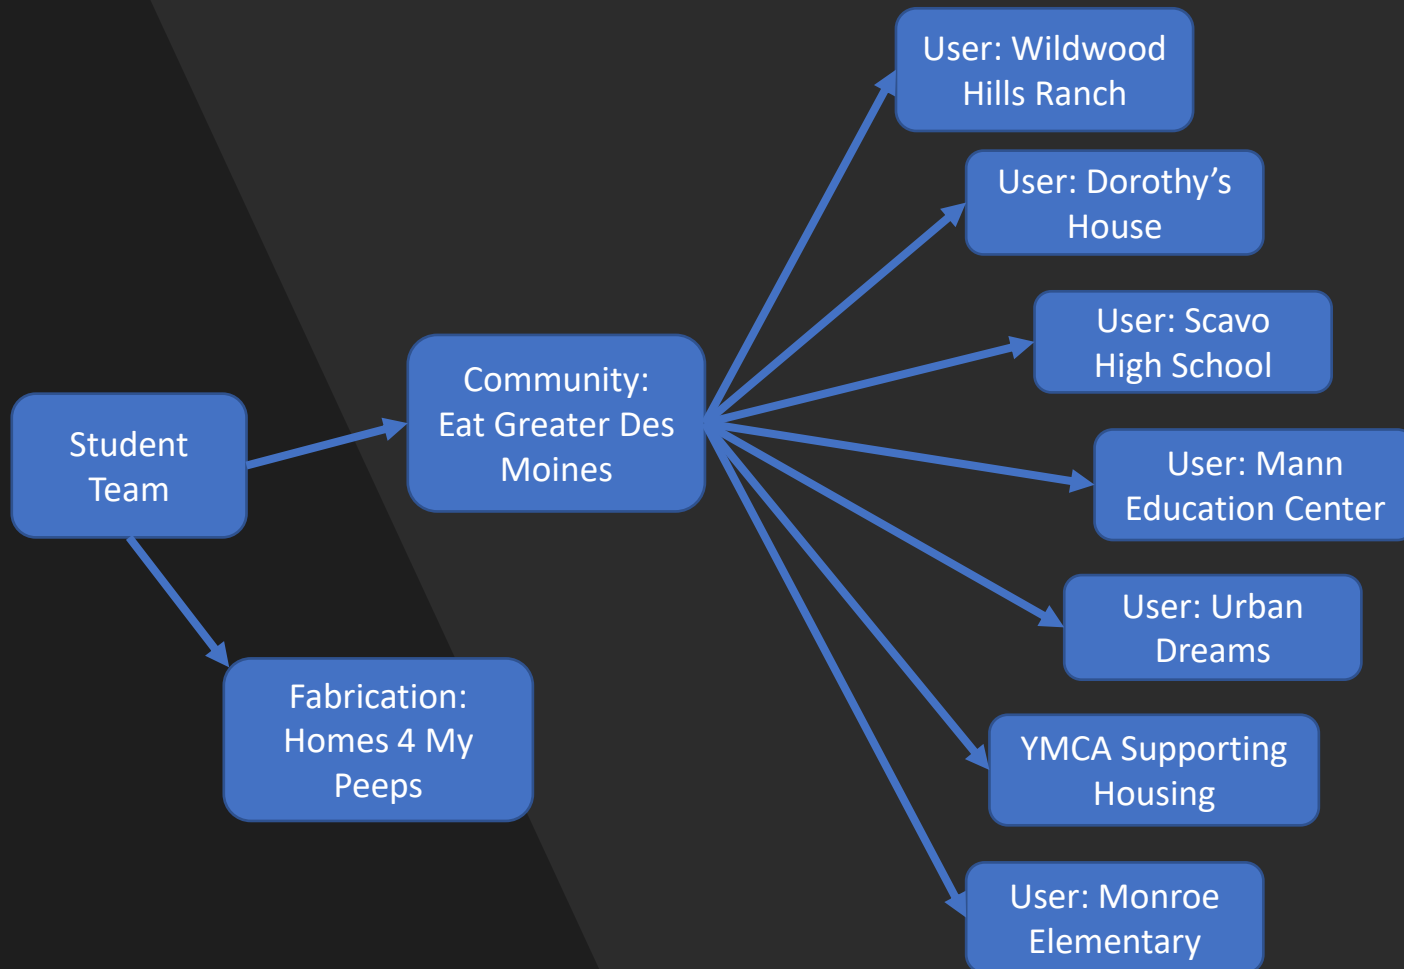 User: Wildwood
Hills Ranch
User: Dorothy’s
House
User: Scavo
High School
Community:
Eat Greater Des
Moines
Student
Team
User: Mann
Education Center
User: Urban
Dreams
Fabrication:
Homes 4 My
Peeps
YMCA Supporting
Housing
User: Monroe
Elementary